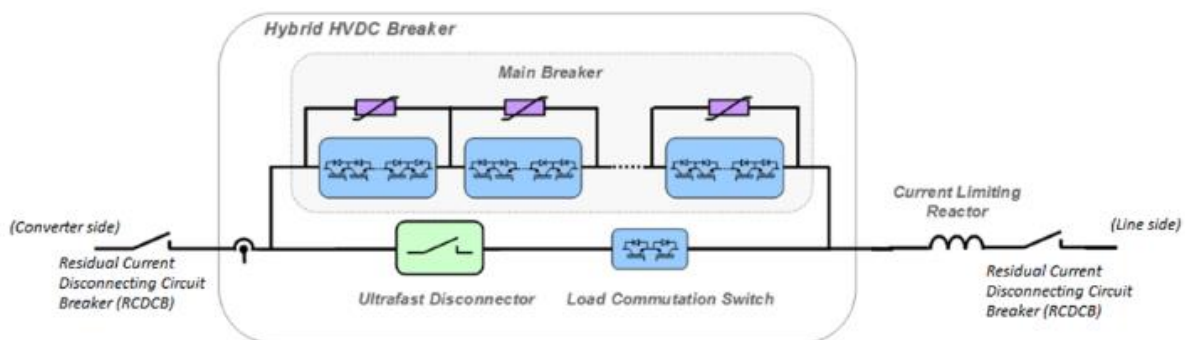 Hybrid HVDC Breaker
Main Breaker
Current Limiting
Reactor
(Converter side)
(Line side)
Residual Current
Disconnecting Circuit
Breaker (RCDCB)
Ultrafast Disconnector
Load Commutation Switch
Residual Current
Disconnecting Circuit
Breaker (RCDCB)